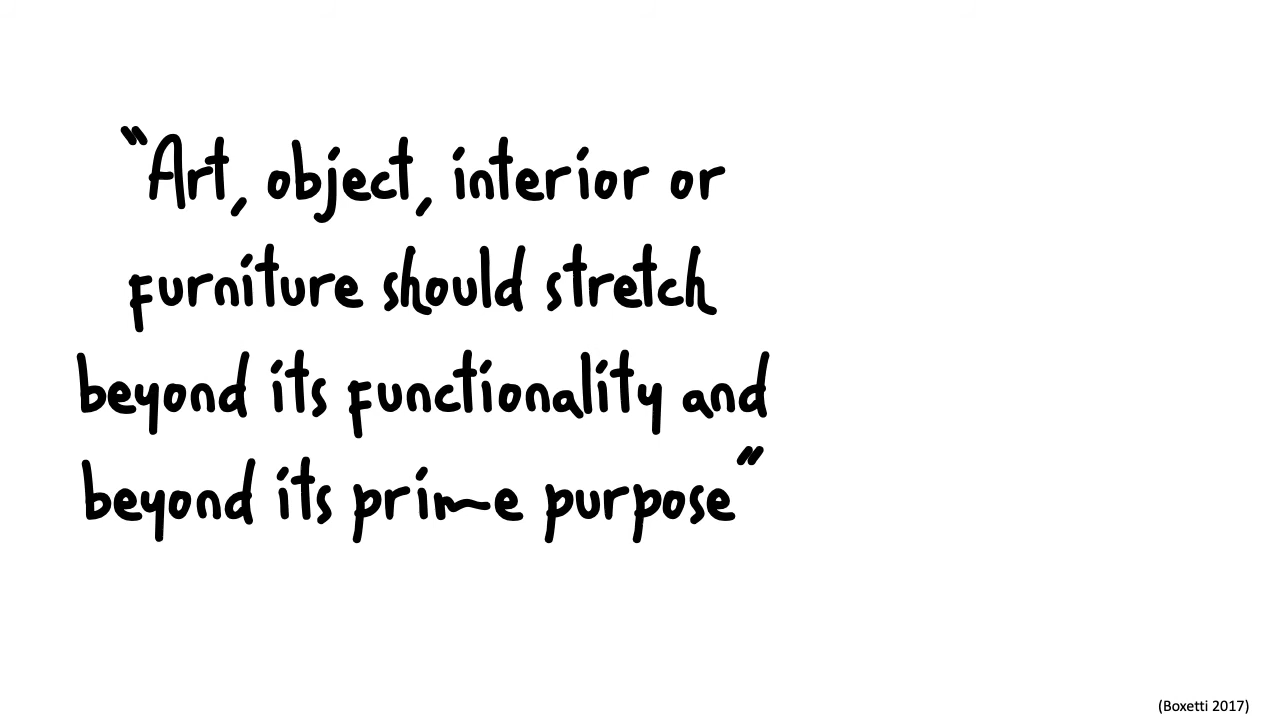 "Art, object, interior or
furniture should stretch
beyond its functionality and
beyond its prime purpose"
(Boxetti 2017)